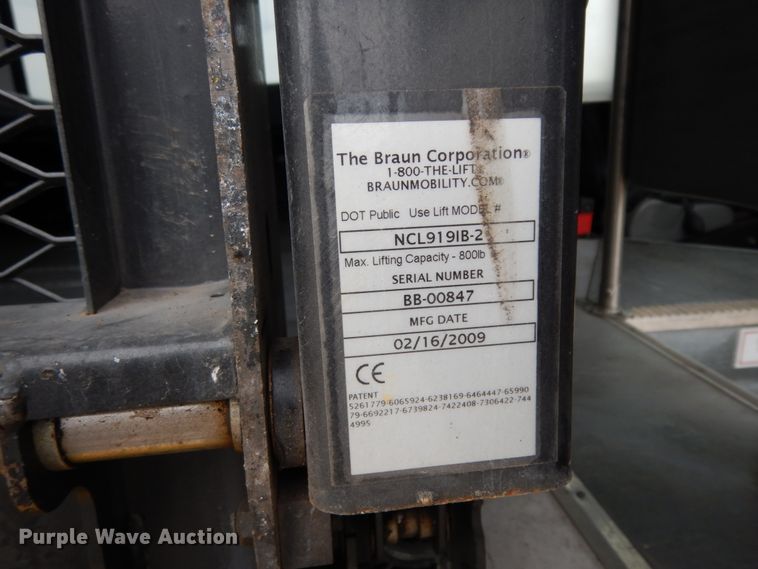 The Braun Corporation®
1-800-THE-LIFT
BRAUNMOBILITY.COM®
DOT Public Use Lift MODEL #
NCL919IB-2
Max. Lifting Capacity - 800lb
SERIAL NUMBER
BB-00847
MFG DATE
02/16/2009
CE
PATENT
5261779-6065924-6238169-6464447-65990
79-6692217-6739824-7422408-7306422-744
4995
Purple Wave Auction